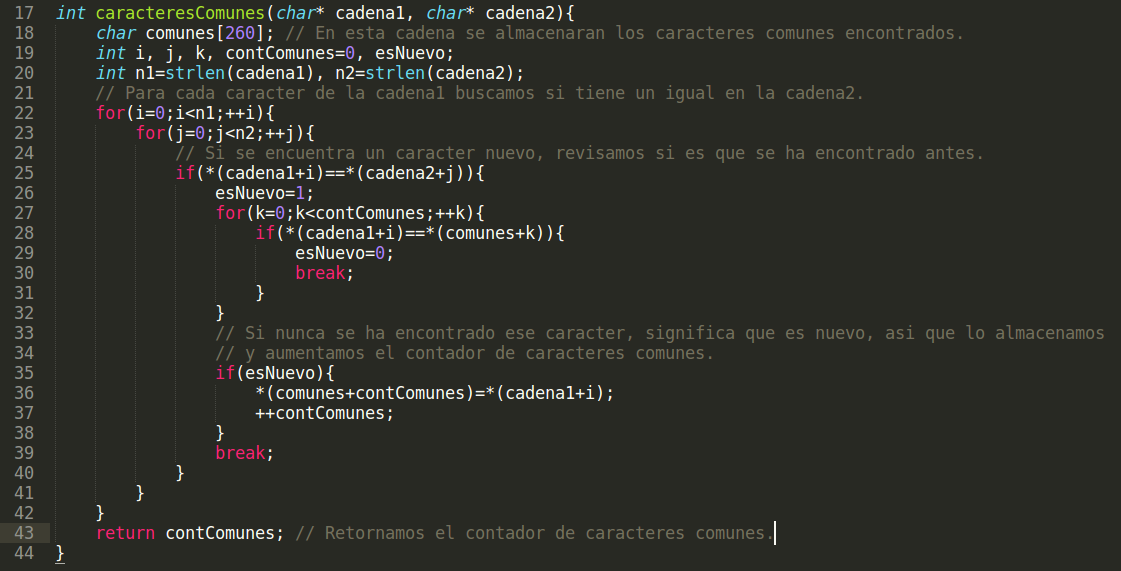 17 int caracteresComunes(char* cadena1, char* cadena2){
18     char comunes[260]; // En esta cadena se almacenaran los caracteres comunes encontrados.
19     int i, j, k, contComunes=0, esNuevo;
20     int n1=strlen(cadena1), n2=strlen(cadena2);
21     // Para cada caracter de la cadena1 buscamos si tiene un igual en la cadena2.
22     for(i=0;i<n1;++i){
23         for(j=0;j<n2;++j){
24             // Si se encuentra un caracter nuevo, revisamos si es que se ha encontrado antes.
25             if(*(cadena1+i)==*(cadena2+j)){
26                 esNuevo=1;
27                 for(k=0;k<contComunes;++k){
28                     if(*(cadena1+i)==*(comunes+k)){
29                         esNuevo=0;
30                         break;
31                     }
32                 }
33                 // Si nunca se ha encontrado ese caracter, significa que es nuevo, asi que lo almacenamos
34                 // y aumentamos el contador de caracteres comunes.
35                 if(esNuevo){
36                     *(comunes+contComunes)=*(cadena1+i);
37                     ++contComunes;
38                 }
39                 break;
40             }
41         }
42     }
43     return contComunes; // Retornamos el contador de caracteres comunes.
44 }